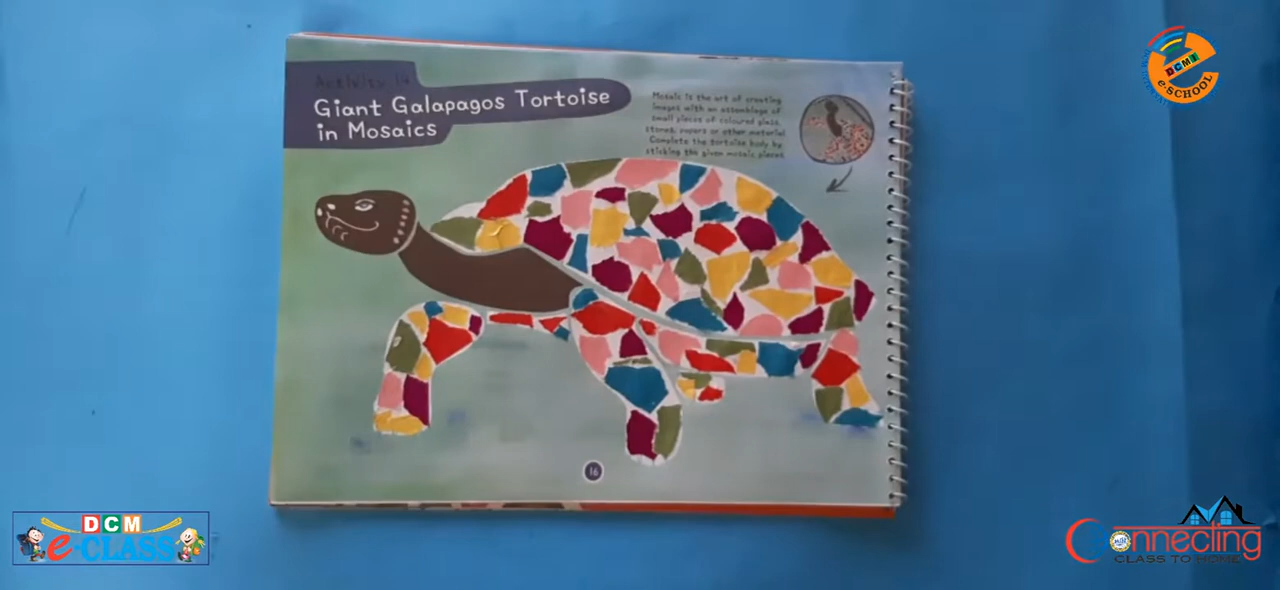 Activity 14
Giant Galapagos Tortoise
in Mosaics
Mosaic is the art of creating
images with an assemblage of
small pieces of coloured glass,
stones, papers or other material.
Complete the tortoise body by
sticking the given mosaic pieces.
16
DCM
e-SCHOOL
DCM
e-CLASS
Connecting
CLASS TO HOME